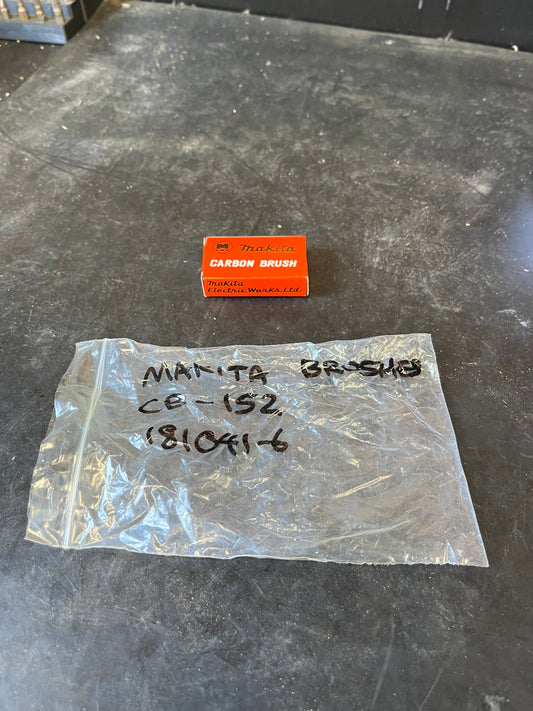 Makita
CARBON BRUSH
Makita
Electric Works, Ltd.
MAKITA BRUSHES
CB-152
181041-6